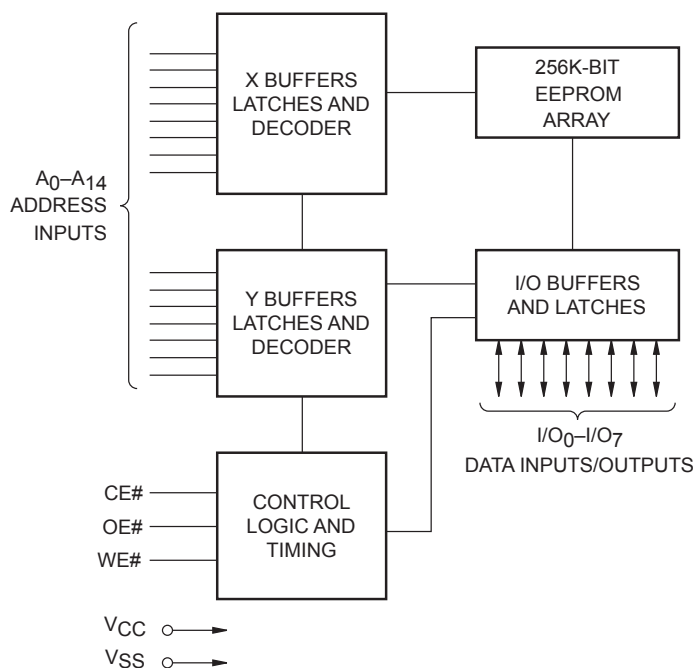 X BUFFERS
LATCHES AND
DECODER
256K-BIT
EEPROM
ARRAY
A0–A14
ADDRESS
INPUTS
Y BUFFERS
LATCHES AND
DECODER
I/O BUFFERS
AND LATCHES
I/O0–I/O7
DATA INPUTS/OUTPUTS
CE#
OE#
WE#
CONTROL
LOGIC AND
TIMING
VCC
VSS